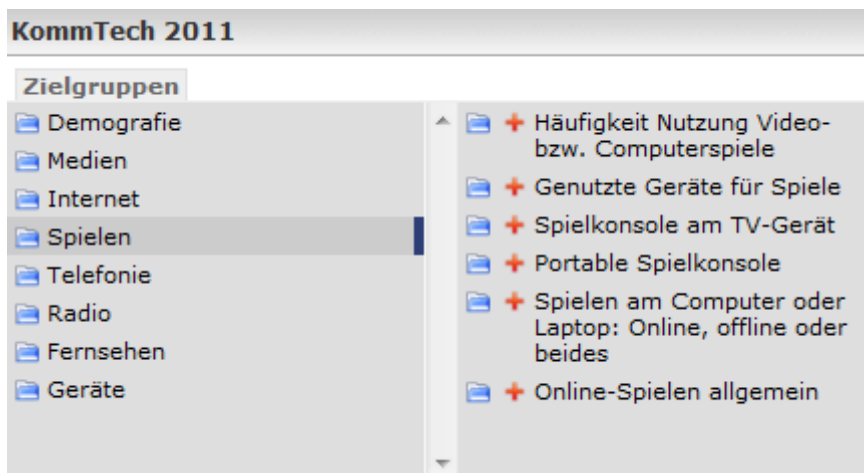 KommTech 2011
Zielgruppen
Demografie
Medien
Internet
Spielen
Telefonie
Radio
Fernsehen
Geräte
Häufigkeit Nutzung Video-
bzw. Computerspiele
Genutzte Geräte für Spiele
Spielkonsole am TV-Gerät
Portable Spielkonsole
Spielen am Computer oder
Laptop: Online, offline oder
beides
Online-Spielen allgemein